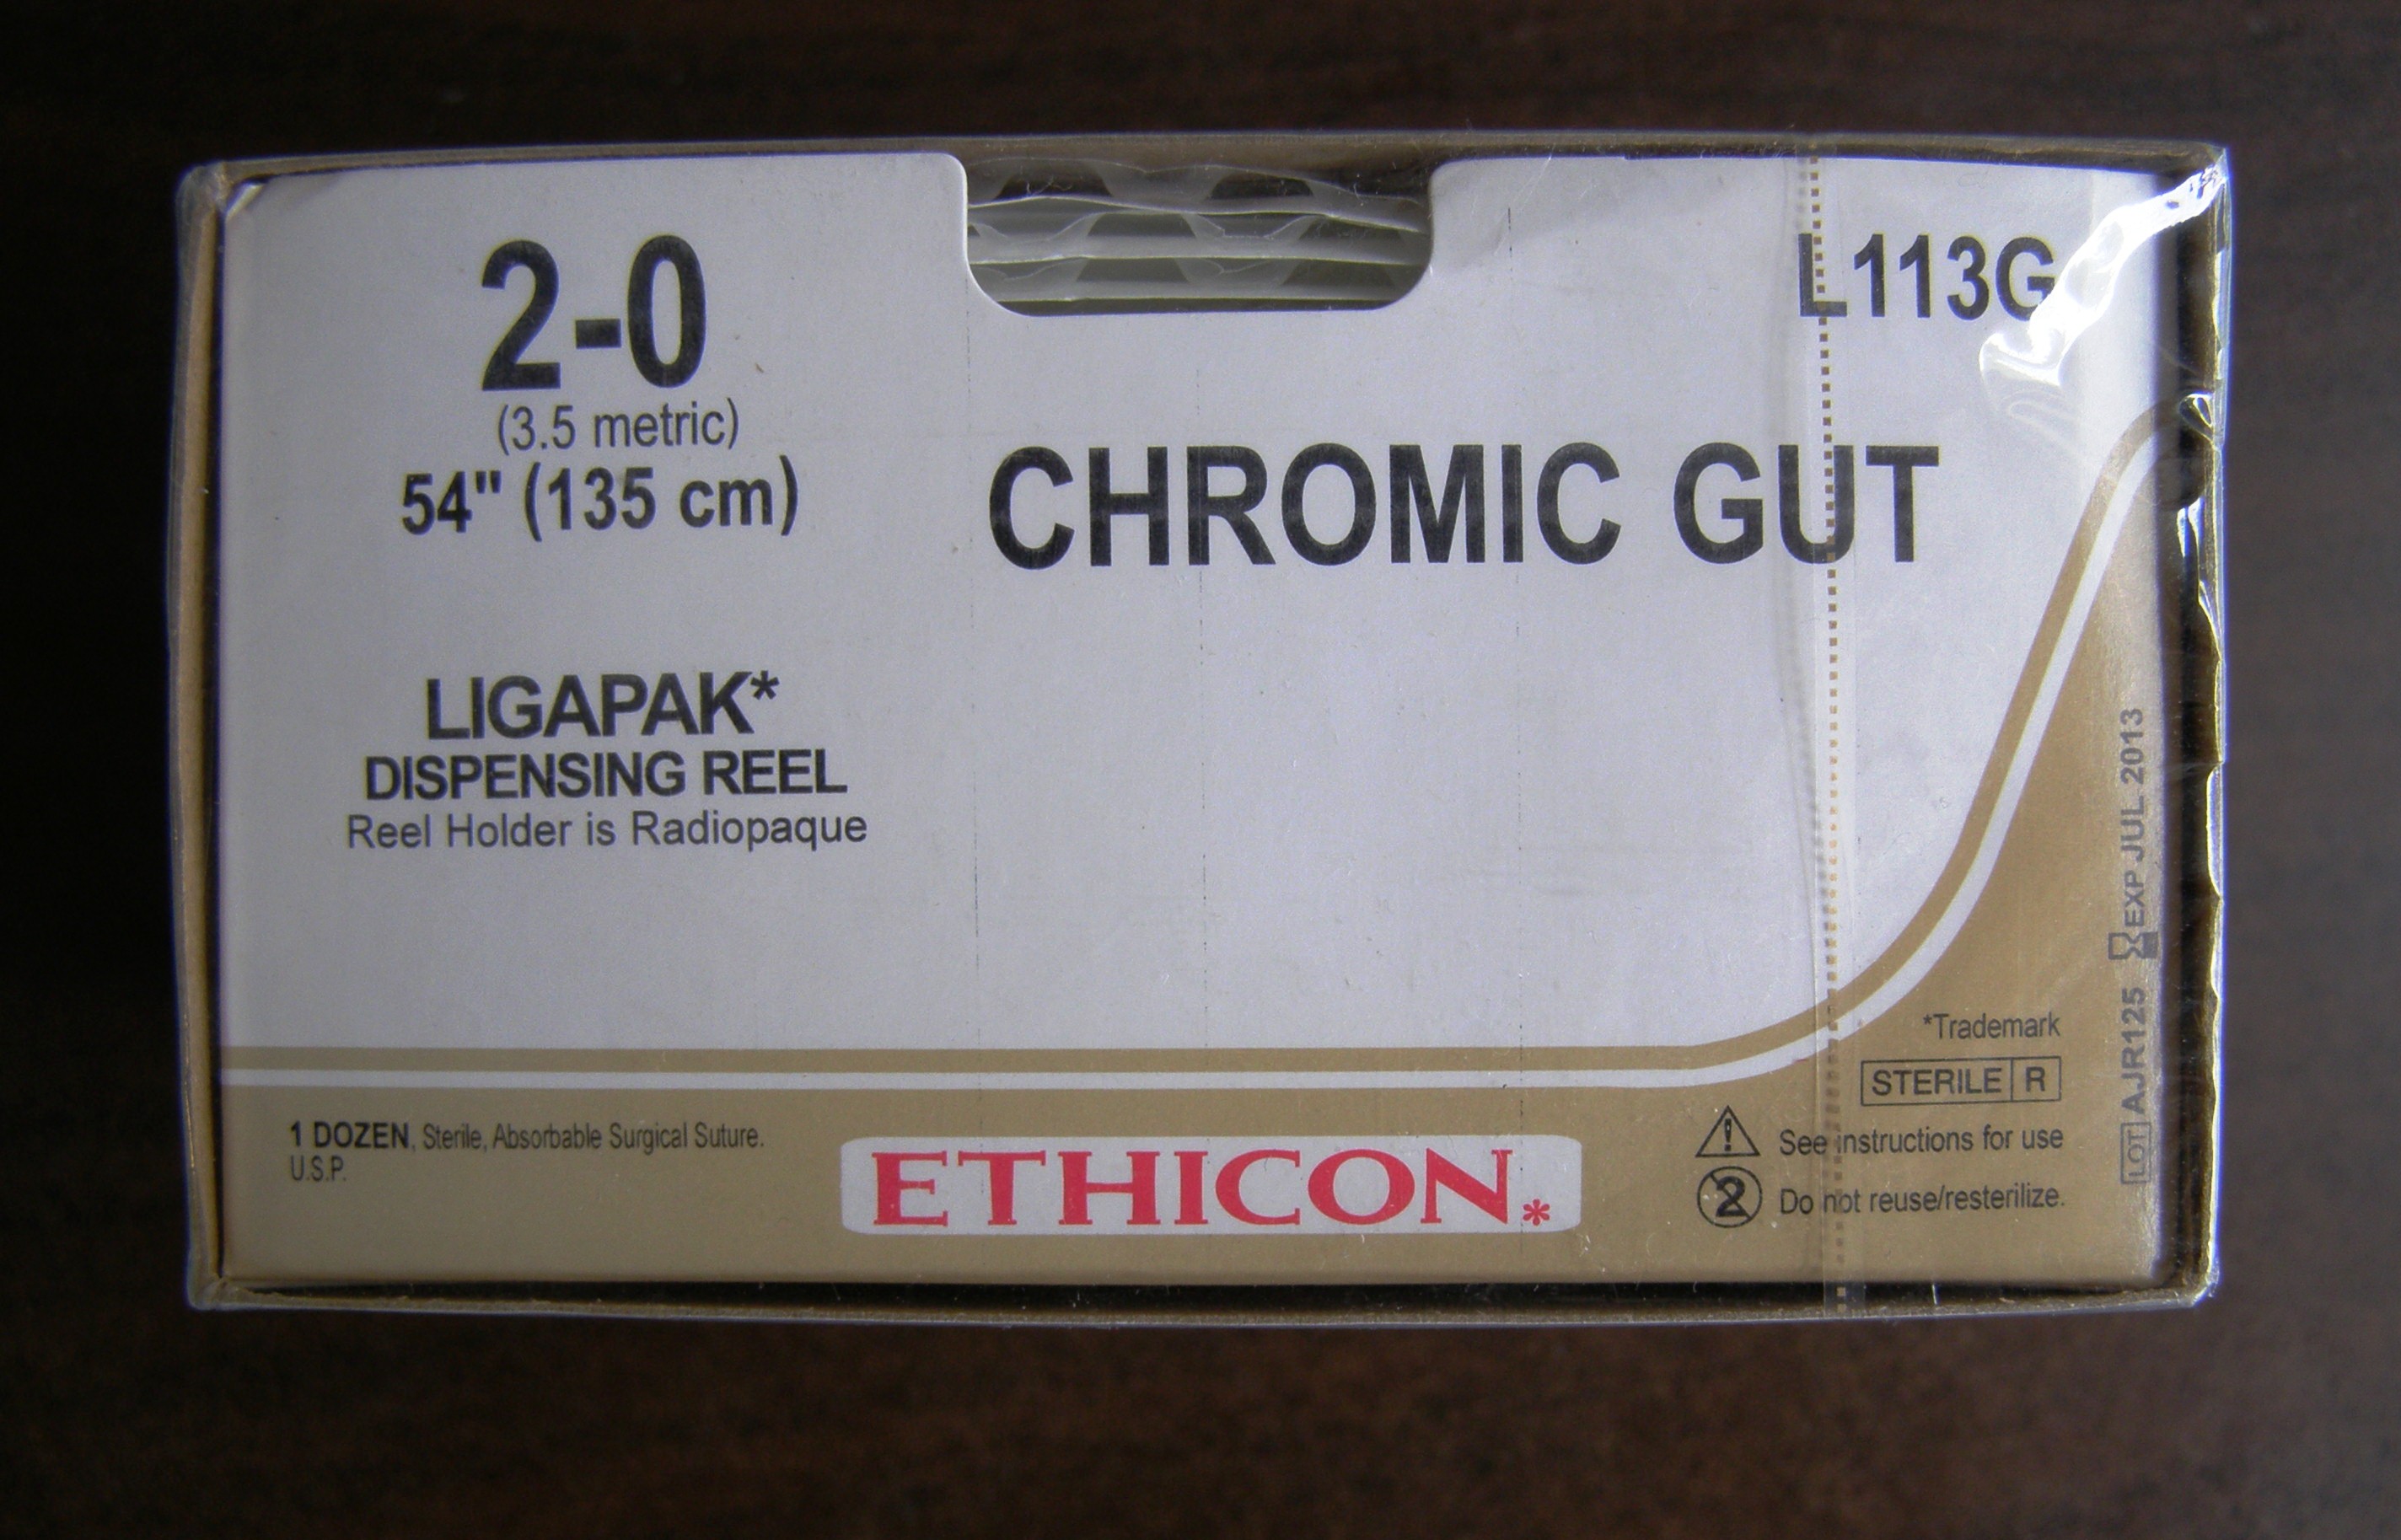 2-0
(3.5 metric)
54" (135 cm)
L113G
CHROMIC GUT
LIGAPAK*
DISPENSING REEL
Reel Holder is Radiopaque
1 DOZEN, Sterile, Absorbable Surgical Suture.
U.S.P.
ETHICON*
*Trademark
STERILE R
See instructions for use
2 Do not reuse/resterilize.
LOT AJR125 EXP JUL 2013